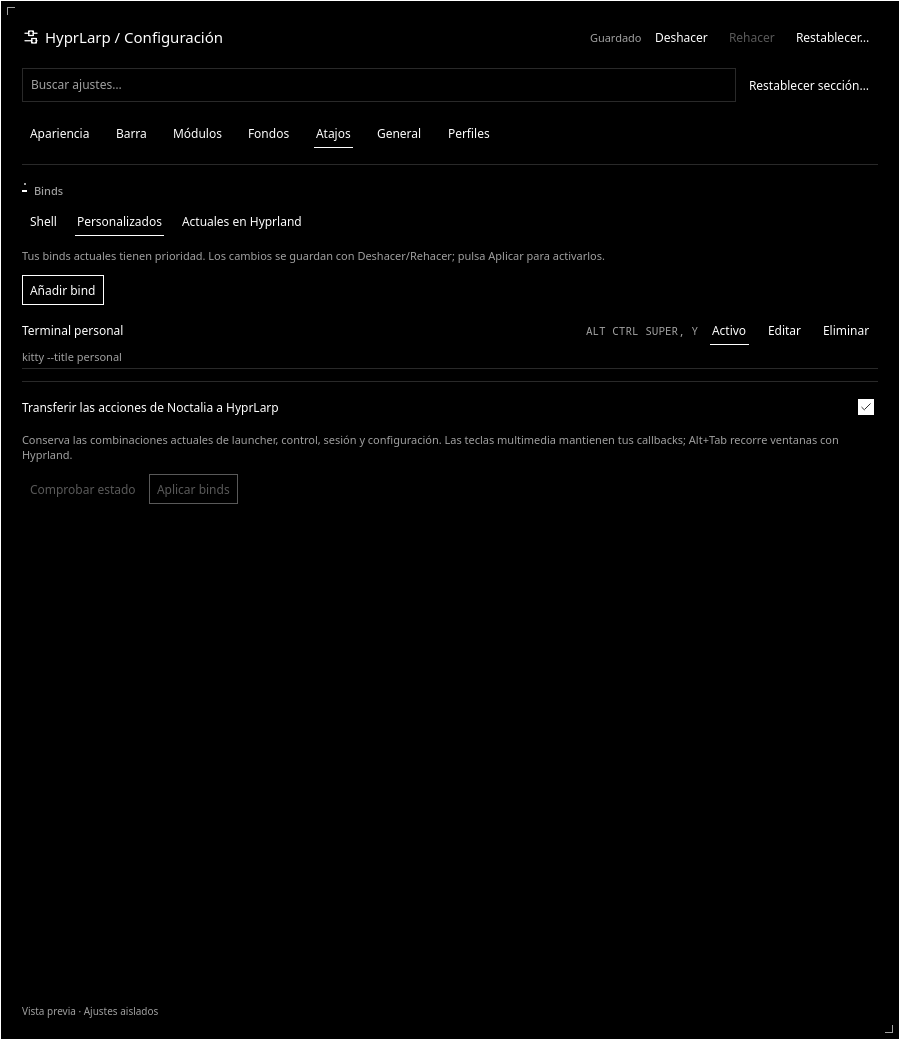 HyprLarp / Configuración
Guardado Deshacer Rehacer Restablecer...
Buscar ajustes...
Restablecer sección...
Apariencia Barra Módulos Fondos Atajos General Perfiles
Binds
Shell Personalizados Actuales en Hyprland
Tus binds actuales tienen prioridad. Los cambios se guardan con Deshacer/Rehacer; pulsa Aplicar para activarlos.
Añadir bind
Terminal personal ALT CTRL SUPER, Y Activo Editar Eliminar
kitty --title personal
Transferir las acciones de Noctalia a HyprLarp
Conserva las combinaciones actuales de launcher, control, sesión y configuración. Las teclas multimedia mantienen tus callbacks; Alt+Tab recorre ventanas con
Hyprland.
Comprobar estado Aplicar binds
Vista previa · Ajustes aislados